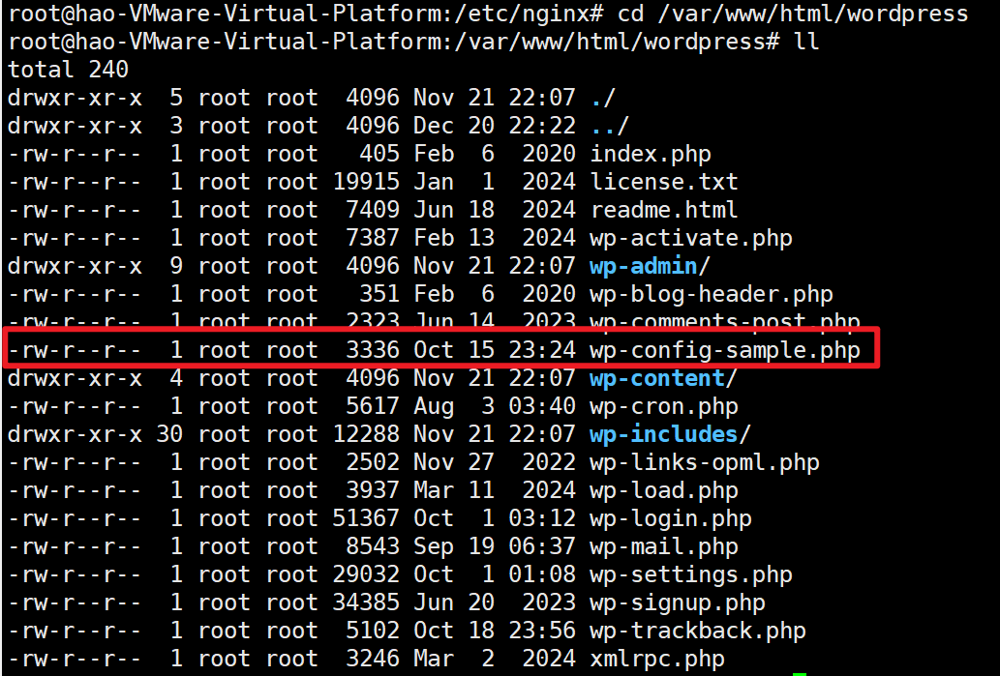 root@hao-VMware-Virtual-Platform:/etc/nginx# cd /var/www/html/wordpress
root@hao-VMware-Virtual-Platform:/var/www/html/wordpress# ll
total 240
drwxr-xr-x  5 root root  4096 Nov 21 22:07 ./
drwxr-xr-x  3 root root  4096 Dec 20 22:22 ../
-rw-r--r--  1 root root   405 Feb  6  2020 index.php
-rw-r--r--  1 root root 19915 Jan  1  2024 license.txt
-rw-r--r--  1 root root  7409 Jun 18  2024 readme.html
-rw-r--r--  1 root root  7387 Feb 13  2024 wp-activate.php
drwxr-xr-x  9 root root  4096 Nov 21 22:07 wp-admin/
-rw-r--r--  1 root root   351 Feb  6  2020 wp-blog-header.php
-rw-r--r--  1 root root  2323 Jun 14  2023 wp-comments-post.php
-rw-r--r--  1 root root  3336 Oct 15 23:24 wp-config-sample.php
drwxr-xr-x  4 root root  4096 Nov 21 22:07 wp-content/
-rw-r--r--  1 root root  5617 Aug  3 03:40 wp-cron.php
drwxr-xr-x 30 root root 12288 Nov 21 22:07 wp-includes/
-rw-r--r--  1 root root  2502 Nov 27  2022 wp-links-opml.php
-rw-r--r--  1 root root  3937 Mar 11  2024 wp-load.php
-rw-r--r--  1 root root 51367 Oct  1 03:12 wp-login.php
-rw-r--r--  1 root root  8543 Sep 19 06:37 wp-mail.php
-rw-r--r--  1 root root 29032 Oct  1 01:08 wp-settings.php
-rw-r--r--  1 root root 34385 Jun 20  2023 wp-signup.php
-rw-r--r--  1 root root  5102 Oct 18 23:56 wp-trackback.php
-rw-r--r--  1 root root  3246 Mar  2  2024 xmlrpc.php